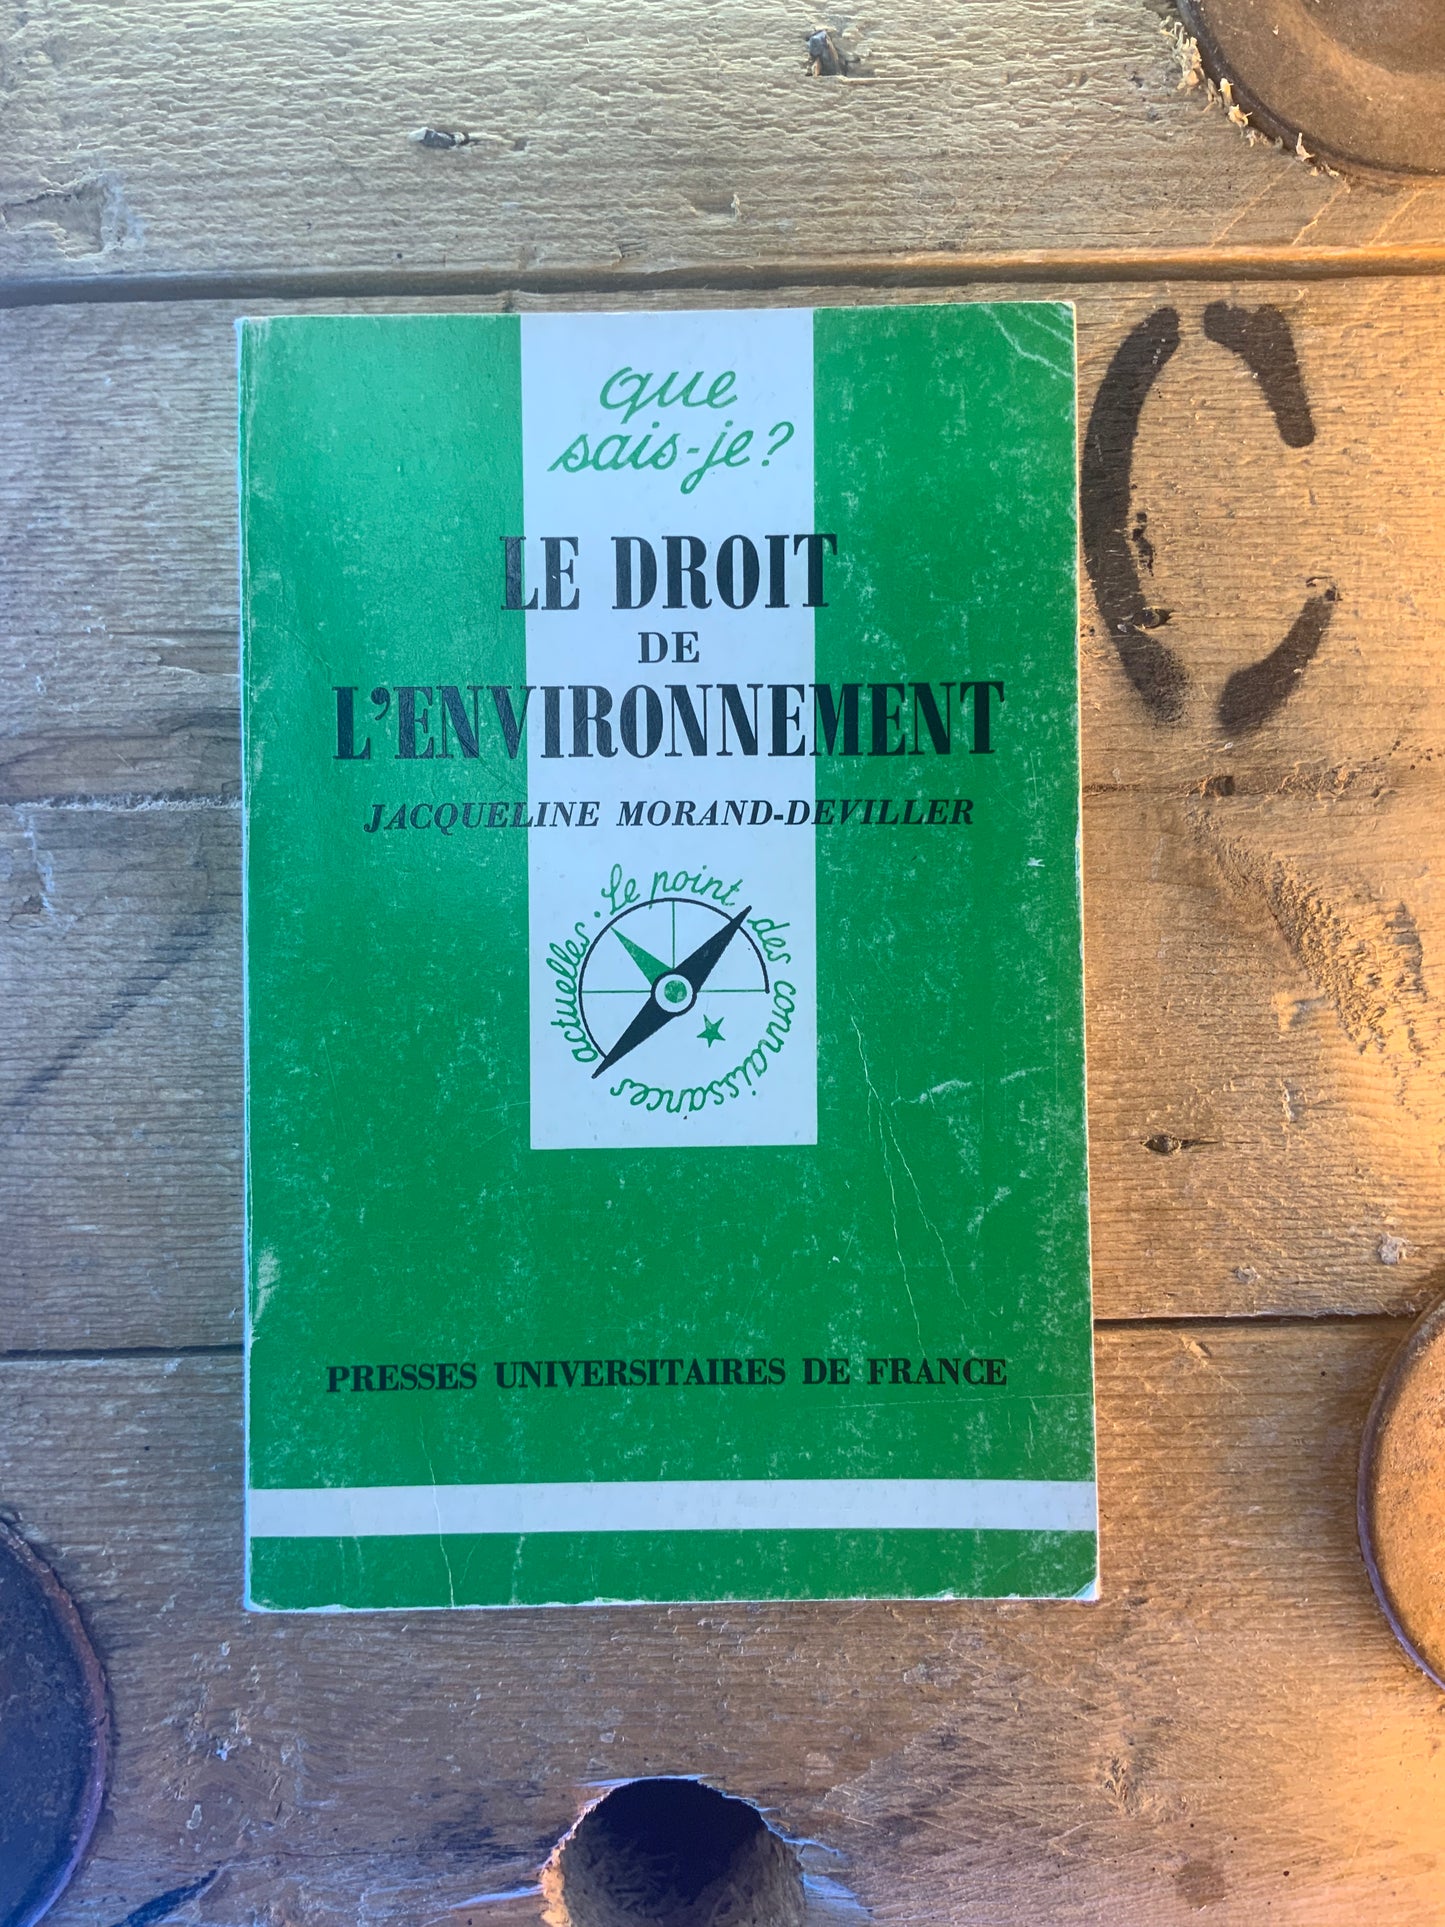 que
sais-je?
LE DROIT
DE
L'ENVIRONNEMENT
JACQUELINE MORAND-DEVILLER
Le point des connaissances actuelles.
PRESSES UNIVERSITAIRES DE FRANCE
C